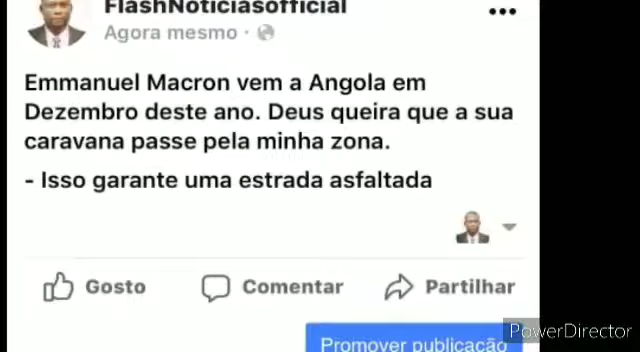 FlashNoticiasofficial
Agora mesmo ·
Emmanuel Macron vem a Angola em
Dezembro deste ano. Deus queira que a sua
caravana passe pela minha zona.
- Isso garante uma estrada asfaltada
Gosto Comentar Partilhar
Promover publicação
PowerDirector